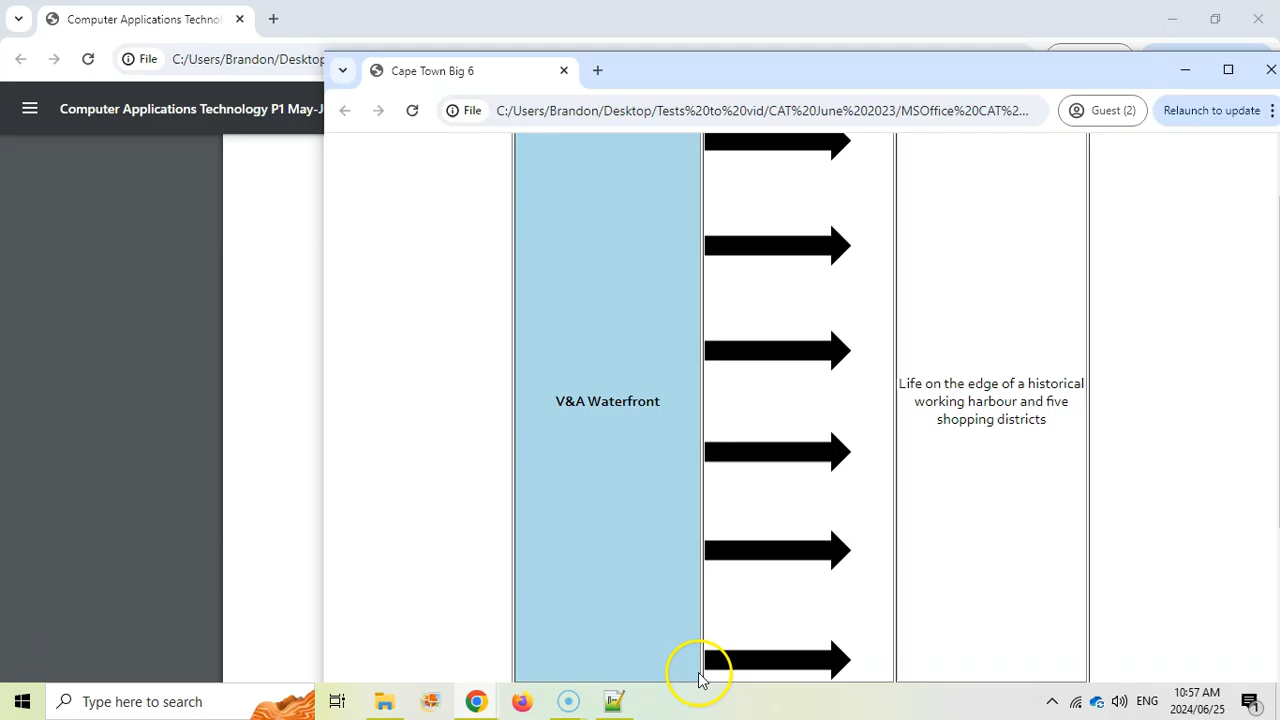 Computer Applications Techno
File
C:/Users/Brandon/Desktop
Computer Applications Technology P1 May-J
Cape Town Big 6
File
C:/Users/Brandon/Desktop/Tests%20to%20vid/CAT%20June%202023/MSOffice%20CAT%2...
Guest (2)
Relaunch to update
V&A Waterfront
Life on the edge of a historical
working harbour and five
shopping districts
Type here to search
ENG
10:57 AM
2024/06/25
1